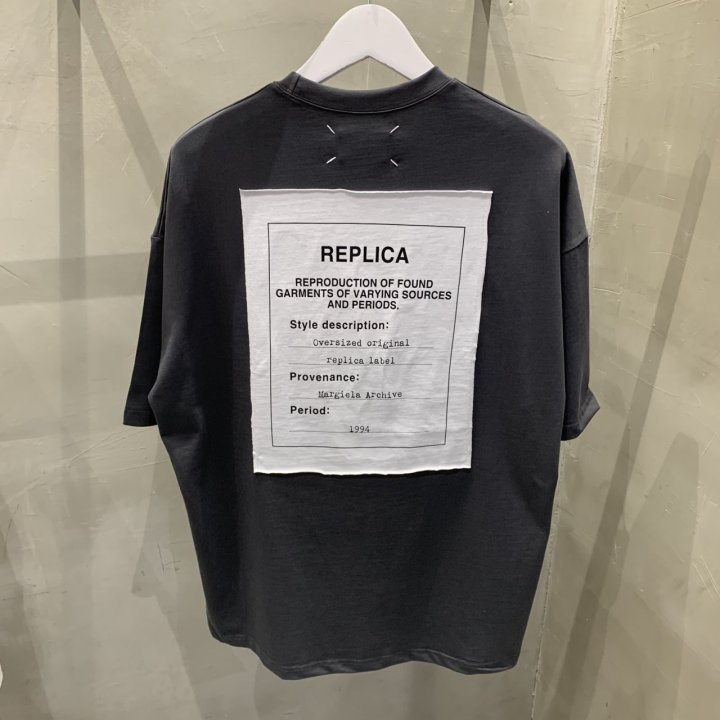 REPLICA
REPRODUCTION OF FOUND
GARMENTS OF VARYING SOURCES
AND PERIODS.
Style description:
Oversized original
replica label
Provenance:
Margiela Archive
Period:
1994